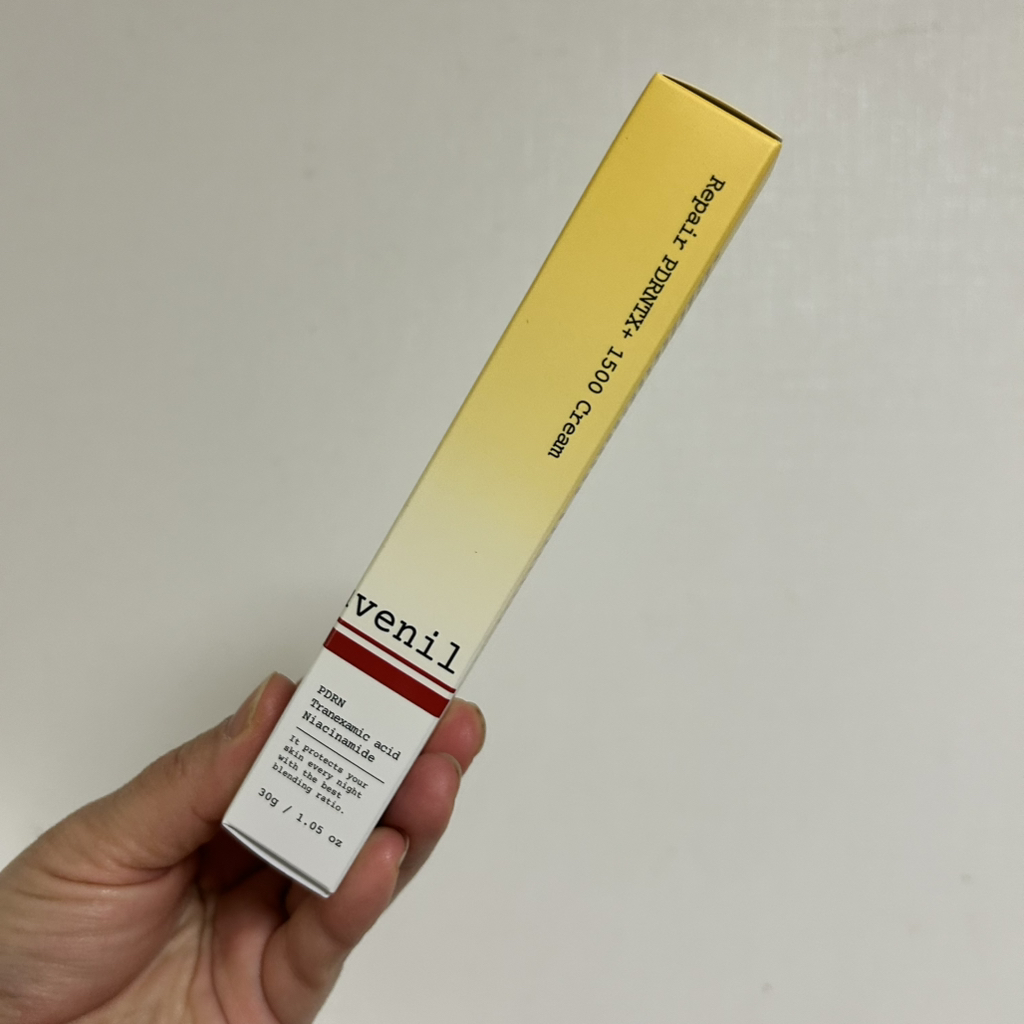 Repair PDRNTX+ 1500 Cream
venil
PDRN
Tranexamic acid
Niacinamide
It protects your
skin every night
with the best
blending ratio.
30g / 1.05 oz